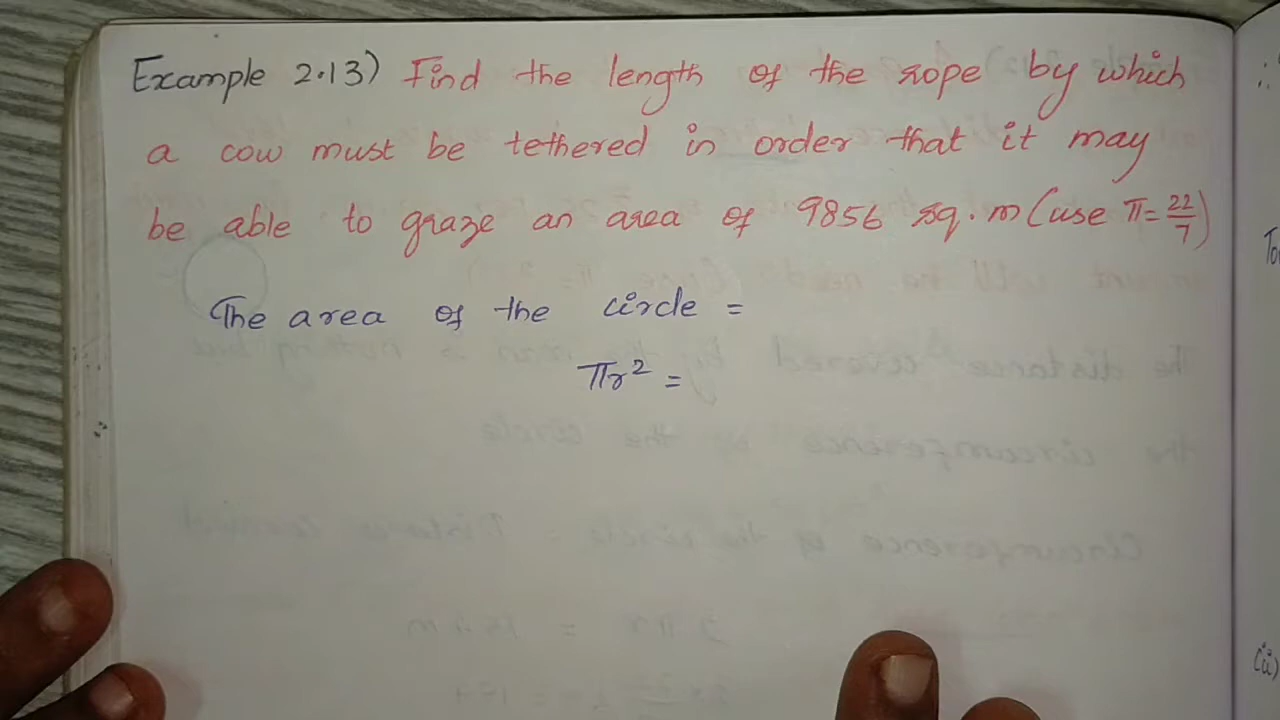 Example 2.13) Find the length of the rope by which
a cow must be tethered in order that it may
be able to graze an area of 9856 sq.m (use π = 22/7)
The area of the circle =
πr² =
(ii)